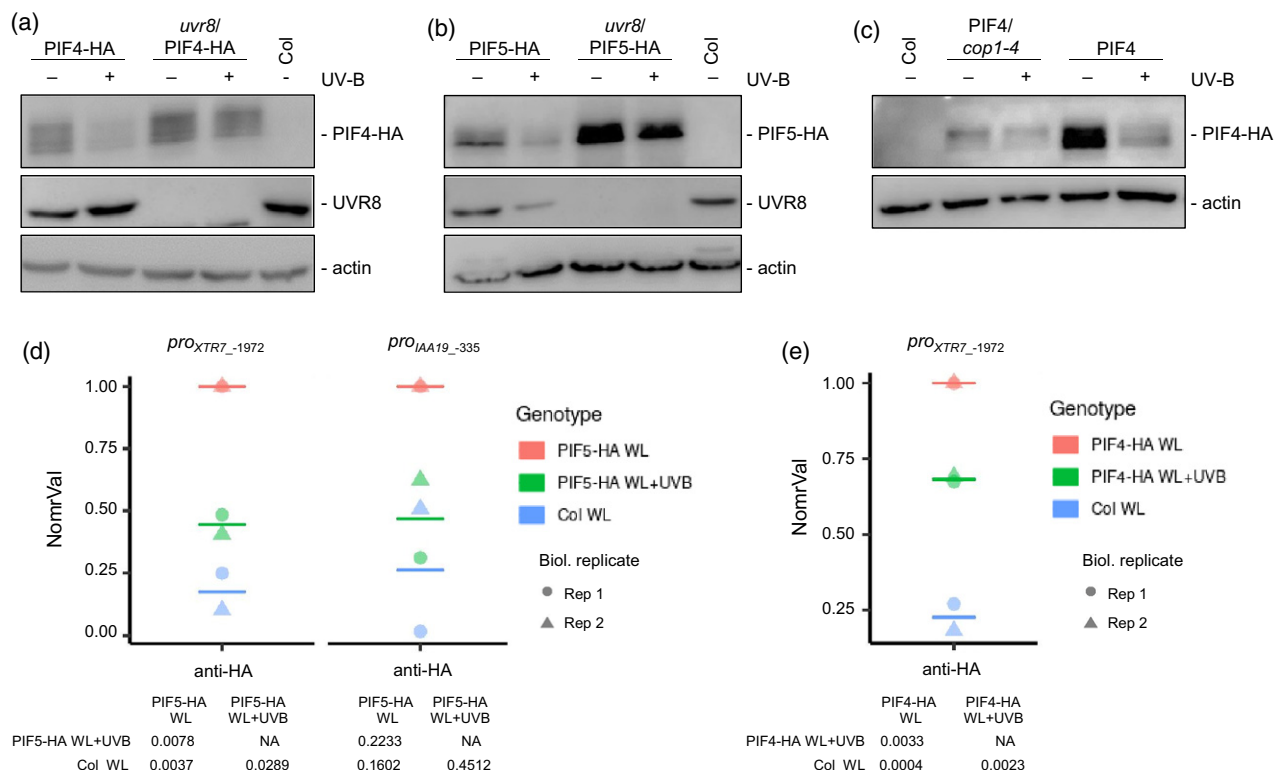 (a)
PIF4-HA
uvr8/
PIF4-HA
Col
– + – + -
UV-B
- PIF4-HA
- UVR8
- actin
(b)
PIF5-HA
uvr8/
PIF5-HA
Col
– + – + –
UV-B
- PIF5-HA
- UVR8
- actin
(c)
Col
PIF4/
cop1-4
PIF4
– – + – +
UV-B
- PIF4-HA
- actin
(d)
proXTR7_-1972
proIAA19_-335
NomrVal
1.00
0.75
0.50
0.25
0.00
anti-HA
anti-HA
Genotype
PIF5-HA WL
PIF5-HA WL+UVB
Col WL
Biol. replicate
Rep 1
Rep 2
PIF5-HA PIF5-HA PIF5-HA PIF5-HA
WL WL+UVB WL WL+UVB
PIF5-HA WL+UVB 0.0078 NA 0.2233 NA
Col WL 0.0037 0.0289 0.1602 0.4512
(e)
proXTR7_-1972
NomrVal
1.00
0.75
0.50
0.25
anti-HA
Genotype
PIF4-HA WL
PIF4-HA WL+UVB
Col WL
Biol. replicate
Rep 1
Rep 2
PIF4-HA PIF4-HA
WL WL+UVB
PIF4-HA WL+UVB 0.0033 NA
Col WL 0.0004 0.0023